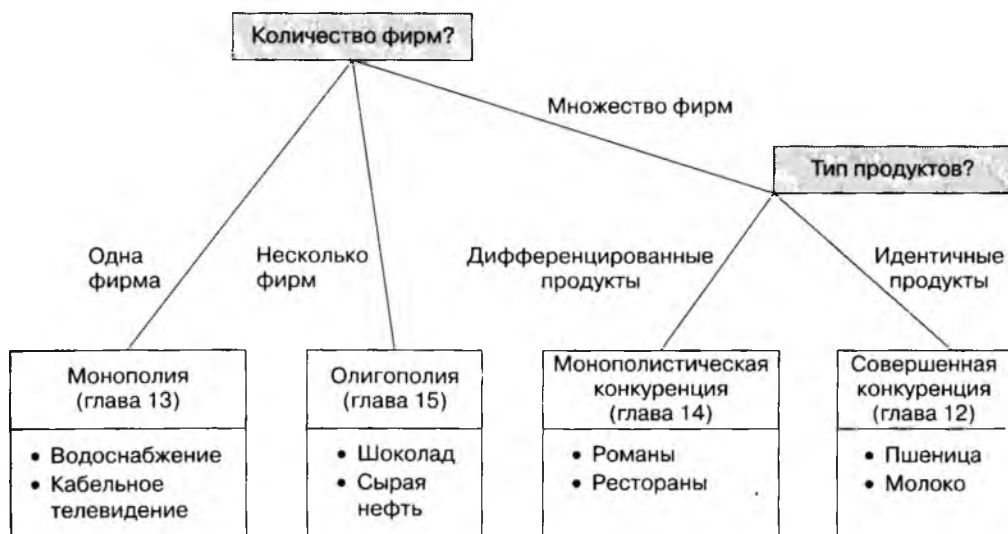 Количество фирм?
Множество фирм
Тип продуктов?
Одна
фирма
Несколько
фирм
Дифференцированные
продукты
Идентичные
продукты
Монополия
(глава 13)
• Водоснабжение
• Кабельное
телевидение
Олигополия
(глава 15)
• Шоколад
• Сырая
нефть
Монополистическая
конкуренция
(глава 14)
• Романы
• Рестораны
Совершенная
конкуренция
(глава 12)
• Пшеница
• Молоко